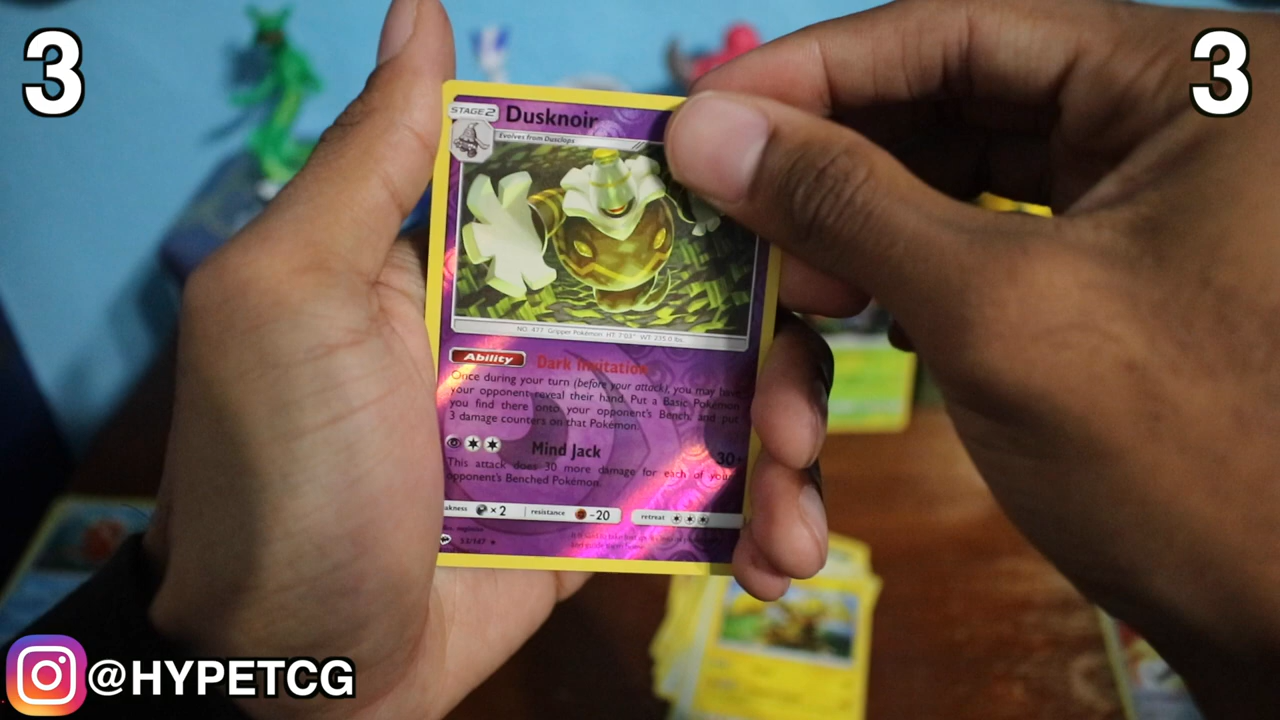 3
3
STAGE 2 Dusknoir
Evolves from Dusclops
NO. 477 Gripper Pokémon HT: 7'03" WT: 235.0 lbs.
Ability Dark Invitation
Once during your turn (before your attack), you may have
your opponent reveal their hand. Put a Basic Pokémon
you find there onto your opponent's Bench, and put
3 damage counters on that Pokémon.
Mind Jack 30+
This attack does 30 more damage for each of your
opponent's Benched Pokémon.
akness ×2 resistance -20 retreat
53/147
@HYPETCG